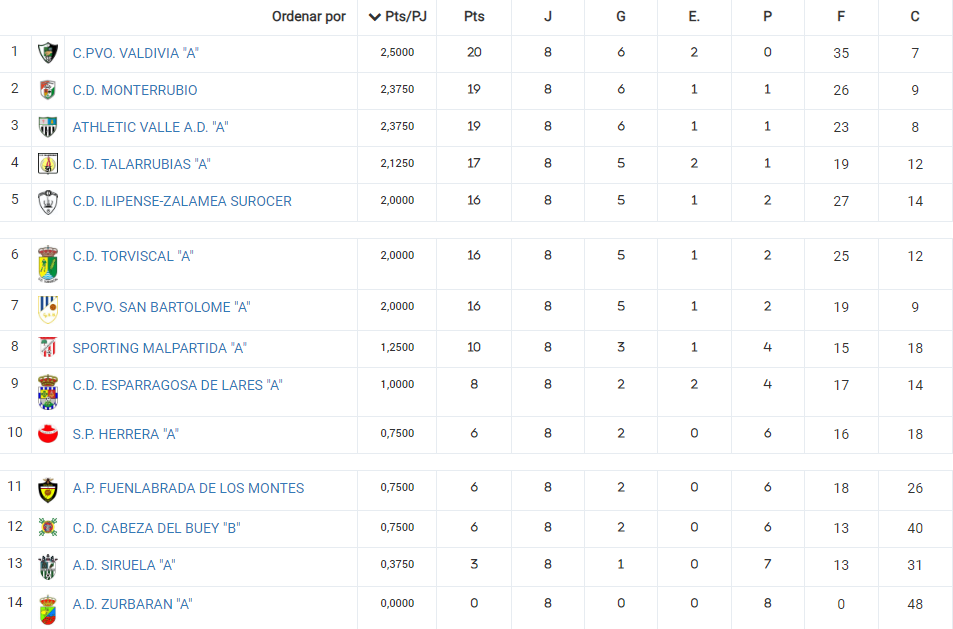 Ordenar por Pts/PJ Pts J G E. P F C
1 C.PVO. VALDIVIA "A" 2,5000 20 8 6 2 0 35 7
2 C.D. MONTERRUBIO 2,3750 19 8 6 1 1 26 9
3 ATHLETIC VALLE A.D. "A" 2,3750 19 8 6 1 1 23 8
4 C.D. TALARRUBIAS "A" 2,1250 17 8 5 2 1 19 12
5 C.D. ILIPENSE-ZALAMEA SUROCER 2,0000 16 8 5 1 2 27 14
6 C.D. TORVISCAL "A" 2,0000 16 8 5 1 2 25 12
7 C.PVO. SAN BARTOLOME "A" 2,0000 16 8 5 1 2 19 9
8 SPORTING MALPARTIDA "A" 1,2500 10 8 3 1 4 15 18
9 C.D. ESPARRAGOSA DE LARES "A" 1,0000 8 8 2 2 4 17 14
10 S.P. HERRERA "A" 0,7500 6 8 2 0 6 16 18
11 A.P. FUENLABRADA DE LOS MONTES 0,7500 6 8 2 0 6 18 26
12 C.D. CABEZA DEL BUEY "B" 0,7500 6 8 2 0 6 13 40
13 A.D. SIRUELA "A" 0,3750 3 8 1 0 7 13 31
14 A.D. ZURBARAN "A" 0,0000 0 8 0 0 8 0 48